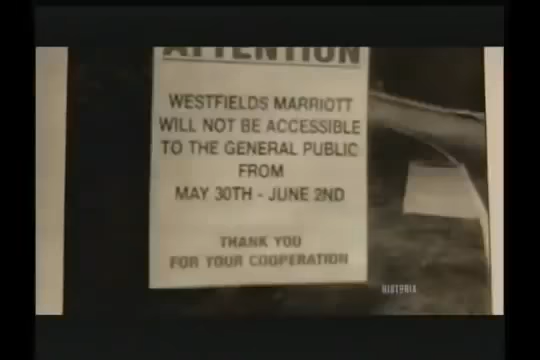 ATTENTION
WESTFIELDS MARRIOTT
WILL NOT BE ACCESSIBLE
TO THE GENERAL PUBLIC
FROM
MAY 30TH - JUNE 2ND
THANK YOU
FOR YOUR COOPERATION
HISTORIA